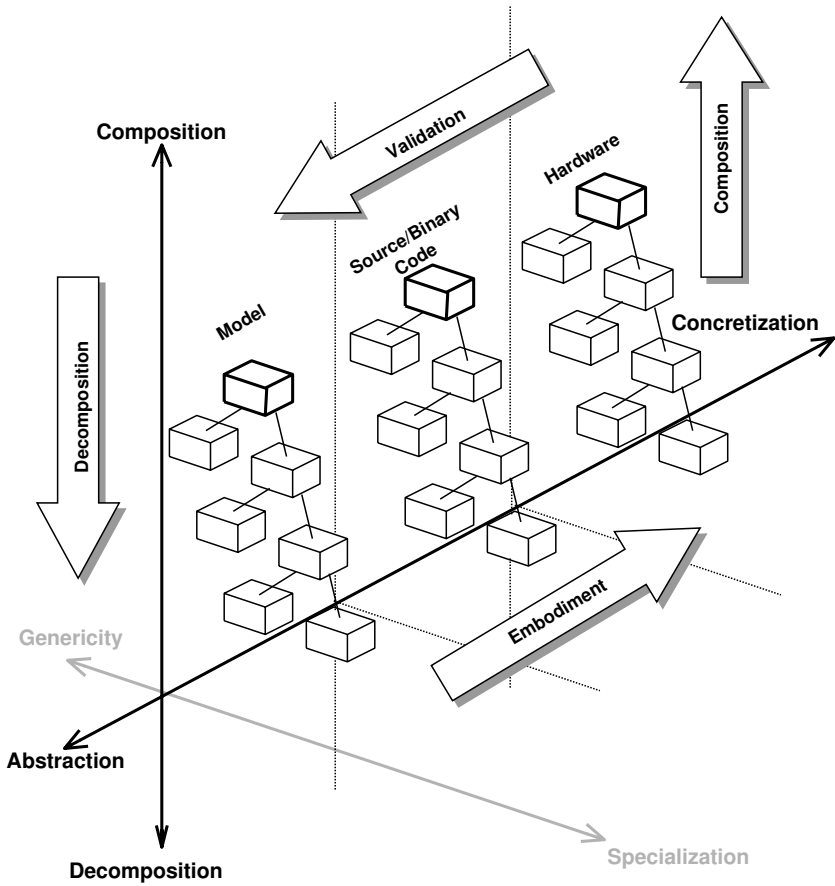 Composition
Validation
Composition
Hardware
Source/Binary
Code
Model
Concretization
Decomposition
Embodiment
Genericity
Abstraction
Specialization
Decomposition